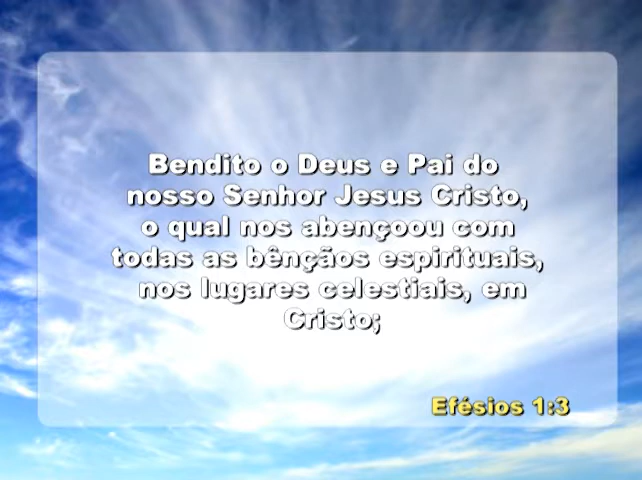 Bendito o Deus e Pai do
nosso Senhor Jesus Cristo,
o qual nos abençoou com
todas as bênçãos espirituais,
nos lugares celestiais, em
Cristo;
Efésios 1:3